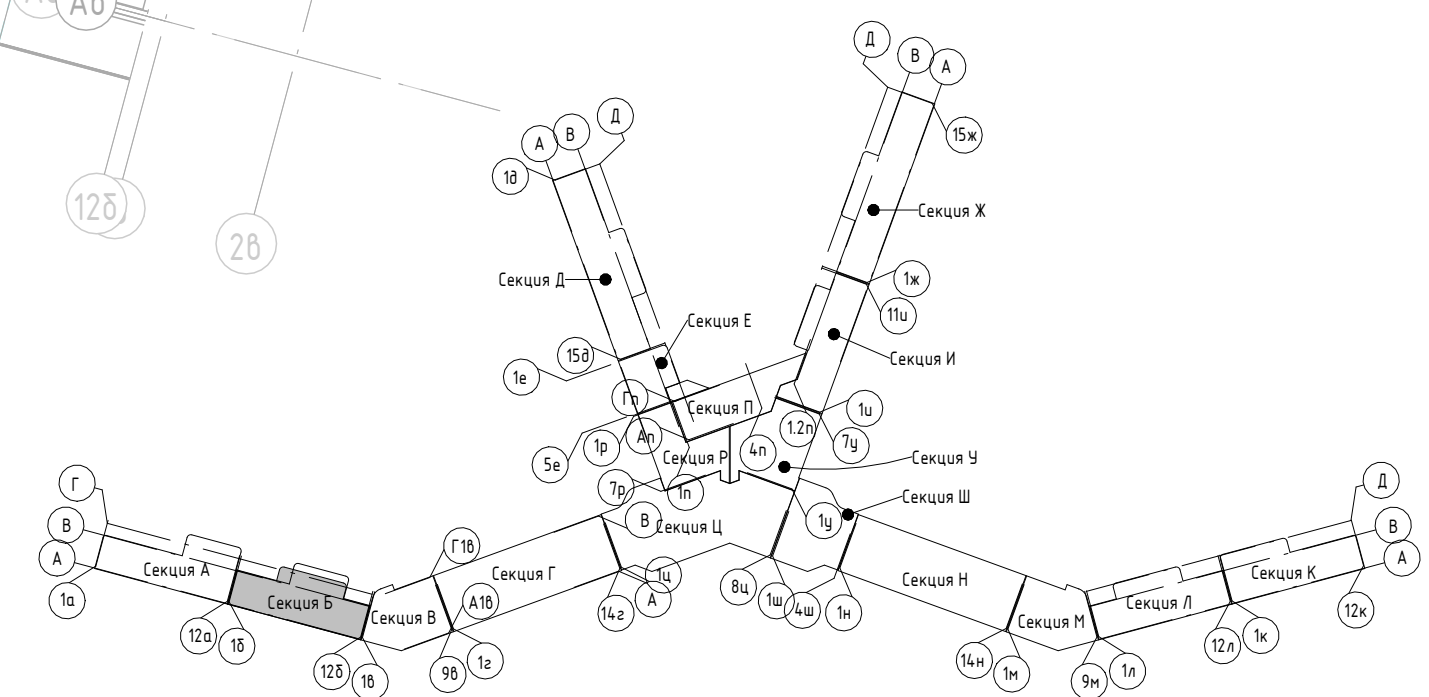 Аб
12б
2в
Д
В
А
15ж
Секция Ж
1ж
11и
Секция И
1и
7у
1.2п
Д
В
А
1д
Секция Д
Секция Е
15д
1е
Гп
Секция П
Ап
1р
5е
Секция Р
4п
7р
1п
Секция У
Секция Ш
1у
В
Секция Ц
Г
В
А
Секция А
1а
12а
1б
Секция Б
12б
1в
Секция В
Г1в
А1в
9в
1г
Секция Г
14г
1ц
А
8ц
1ш
4ш
1н
Секция Н
14н
1м
Секция М
9м
1л
Секция Л
12л
1к
Секция К
12к
Д
В
А